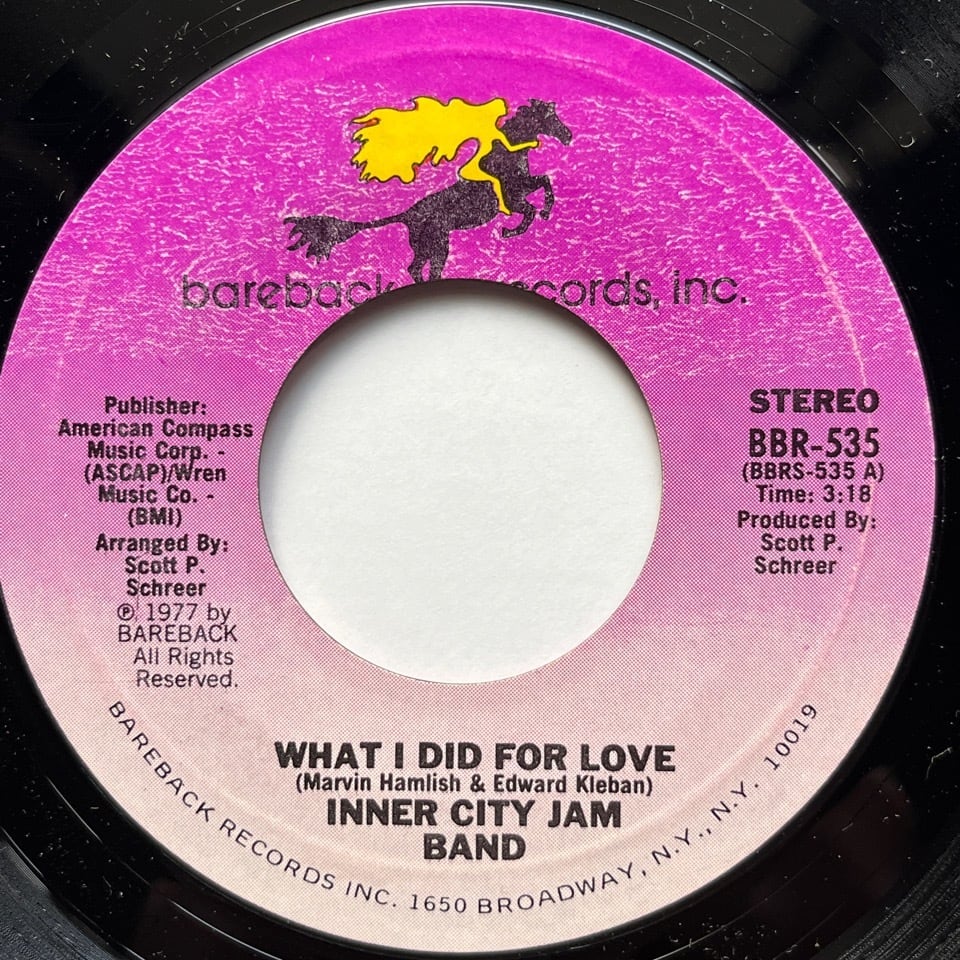 bareback records, inc.
Publisher:
American Compass
Music Corp. -
(ASCAP)/Wren
Music Co. -
(BMI)
Arranged By:
Scott P.
Schreer
℗ 1977 by
BAREBACK
All Rights
Reserved.
STEREO
BBR-535
(BBRS-535 A)
Time: 3:18
Produced By:
Scott P.
Schreer
WHAT I DID FOR LOVE
(Marvin Hamlish & Edward Kleban)
INNER CITY JAM
BAND
BAREBACK RECORDS INC. 1650 BROADWAY, N.Y., N.Y. 10019